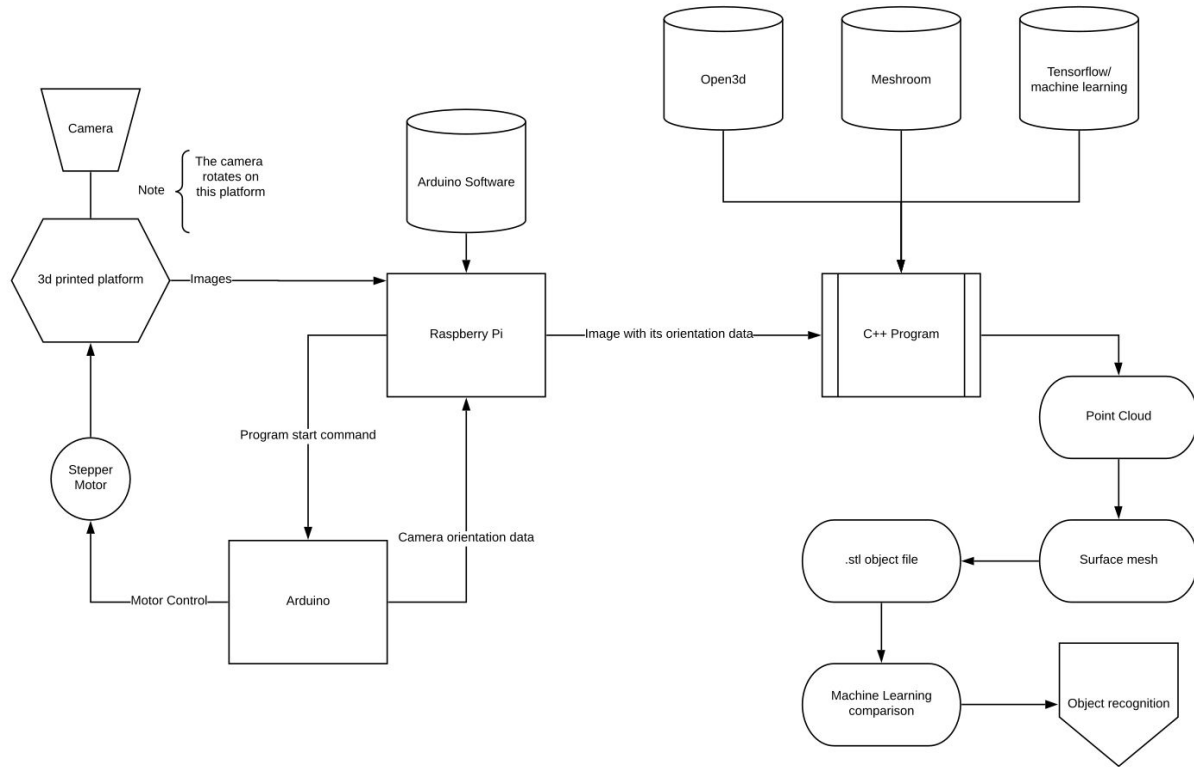 Open3d
Meshroom
Tensorflow/
machine learning
Camera
Note
The camera
rotates on
this platform
Arduino Software
3d printed platform
Images
Raspberry Pi
Image with its orientation data
C++ Program
Point Cloud
Program start command
Stepper
Motor
Camera orientation data
.stl object file
Surface mesh
Motor Control
Arduino
Machine Learning
comparison
Object recognition